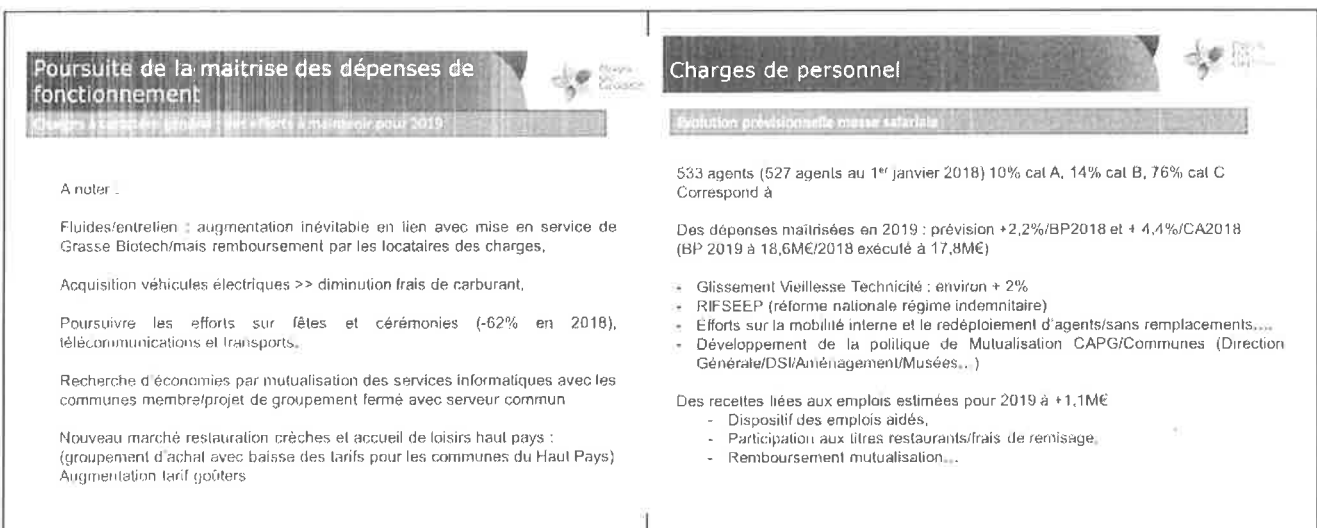 Poursuite de la maitrise des dépenses de
fonctionnement
Charges à caractère général : des efforts à maintenir pour 2019
A noter :
Fluides/entretien : augmentation inévitable en lien avec mise en service de
Grasse Biotech/mais remboursement par les locataires des charges,
Acquisition véhicules électriques >> diminution frais de carburant,
Poursuivre les efforts sur fêtes et cérémonies (-62% en 2018),
télécommunications et transports.
Recherche d'économies par mutualisation des services informatiques avec les
communes membre/projet de groupement fermé avec serveur commun
Nouveau marché restauration crèches et accueil de loisirs haut pays :
(groupement d'achat avec baisse des tarifs pour les communes du Haut Pays)
Augmentation tarif goûters
Charges de personnel
Evolution prévisionnelle masse salariale
533 agents (527 agents au 1er janvier 2018) 10% cat A, 14% cat B, 76% cat C
Correspond à
Des dépenses maîtrisées en 2019 : prévision +2,2%/BP2018 et + 4,4%/CA2018
(BP 2019 à 18,6M€/2018 exécuté à 17,8M€)
- Glissement Vieillesse Technicité : environ + 2%
- RIFSEEP (réforme nationale régime indemnitaire)
- Efforts sur la mobilité interne et le redéploiement d'agents/sans remplacements....
- Développement de la politique de Mutualisation CAPG/Communes (Direction
Générale/DSI/Aménagement/Musées...)
Des recettes liées aux emplois estimées pour 2019 à +1,1M€
- Dispositif des emplois aidés,
- Participation aux titres restaurants/frais de remisage,
- Remboursement mutualisation...